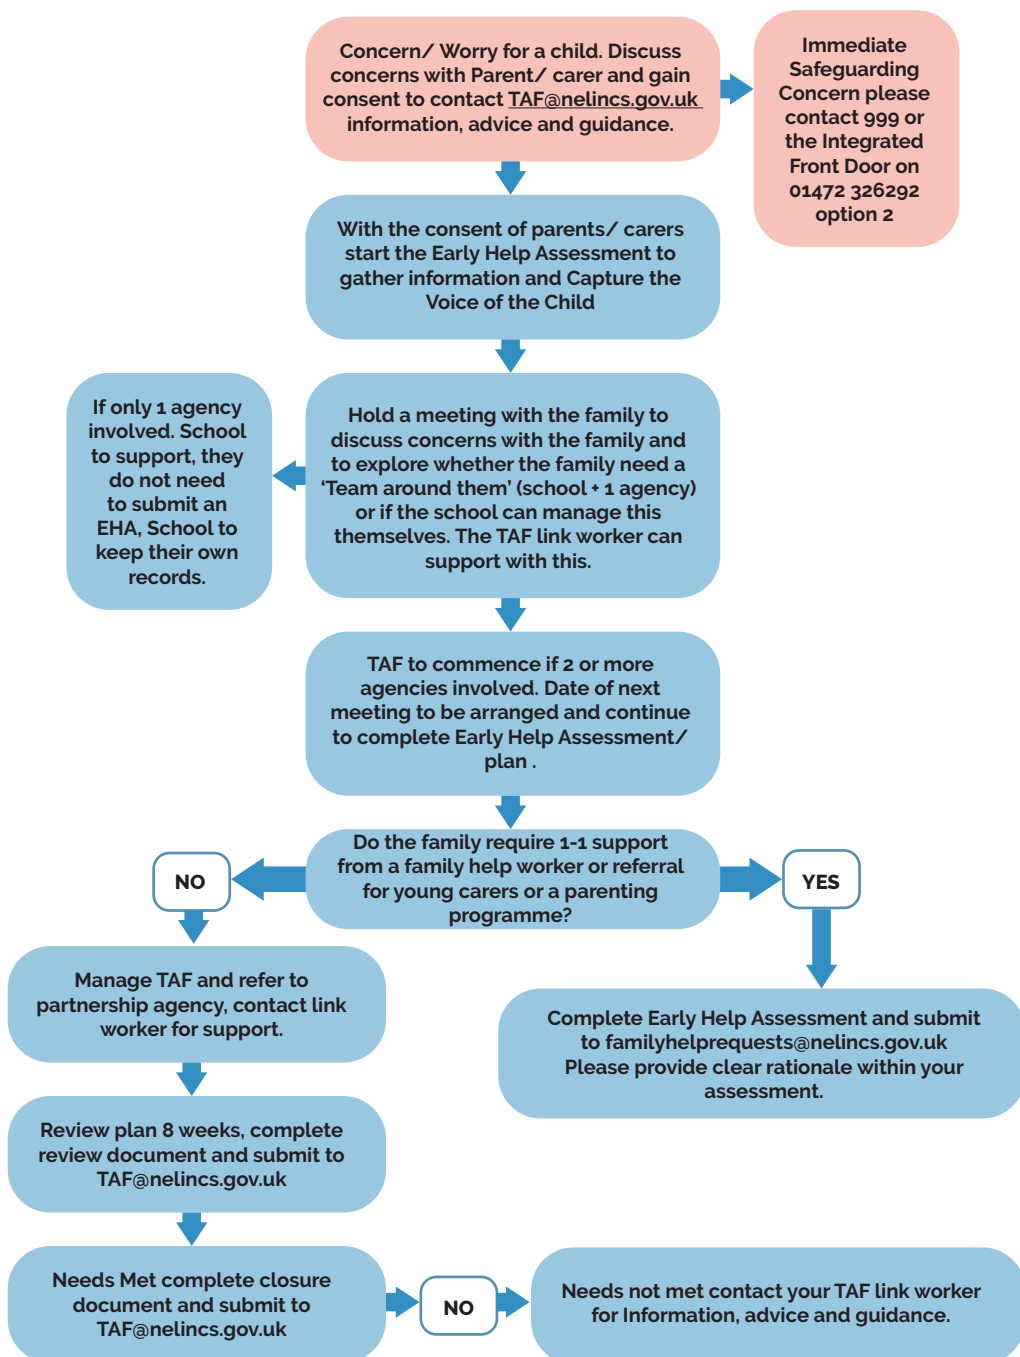 Concern/ Worry for a child. Discuss
concerns with Parent/ carer and gain
consent to contact TAF@nelincs.gov.uk
information, advice and guidance.
Immediate
Safeguarding
Concern please
contact 999 or
the Integrated
Front Door on
01472 326292
option 2
With the consent of parents/ carers
start the Early Help Assessment to
gather information and Capture the
Voice of the Child
If only 1 agency
involved. School
to support, they
do not need
to submit an
EHA, School to
keep their own
records.
Hold a meeting with the family to
discuss concerns with the family and
to explore whether the family need a
‘Team around them’ (school + 1 agency)
or if the school can manage this
themselves. The TAF link worker can
support with this.
TAF to commence if 2 or more
agencies involved. Date of next
meeting to be arranged and continue
to complete Early Help Assessment/
plan .
Do the family require 1-1 support
from a family help worker or referral
for young carers or a parenting
programme?
NO
YES
Manage TAF and refer to
partnership agency, contact link
worker for support.
Complete Early Help Assessment and submit
to familyhelprequests@nelincs.gov.uk
Please provide clear rationale within your
assessment.
Review plan 8 weeks, complete
review document and submit to
TAF@nelincs.gov.uk
Needs Met complete closure
document and submit to
TAF@nelincs.gov.uk
NO
Needs not met contact your TAF link worker
for Information, advice and guidance.